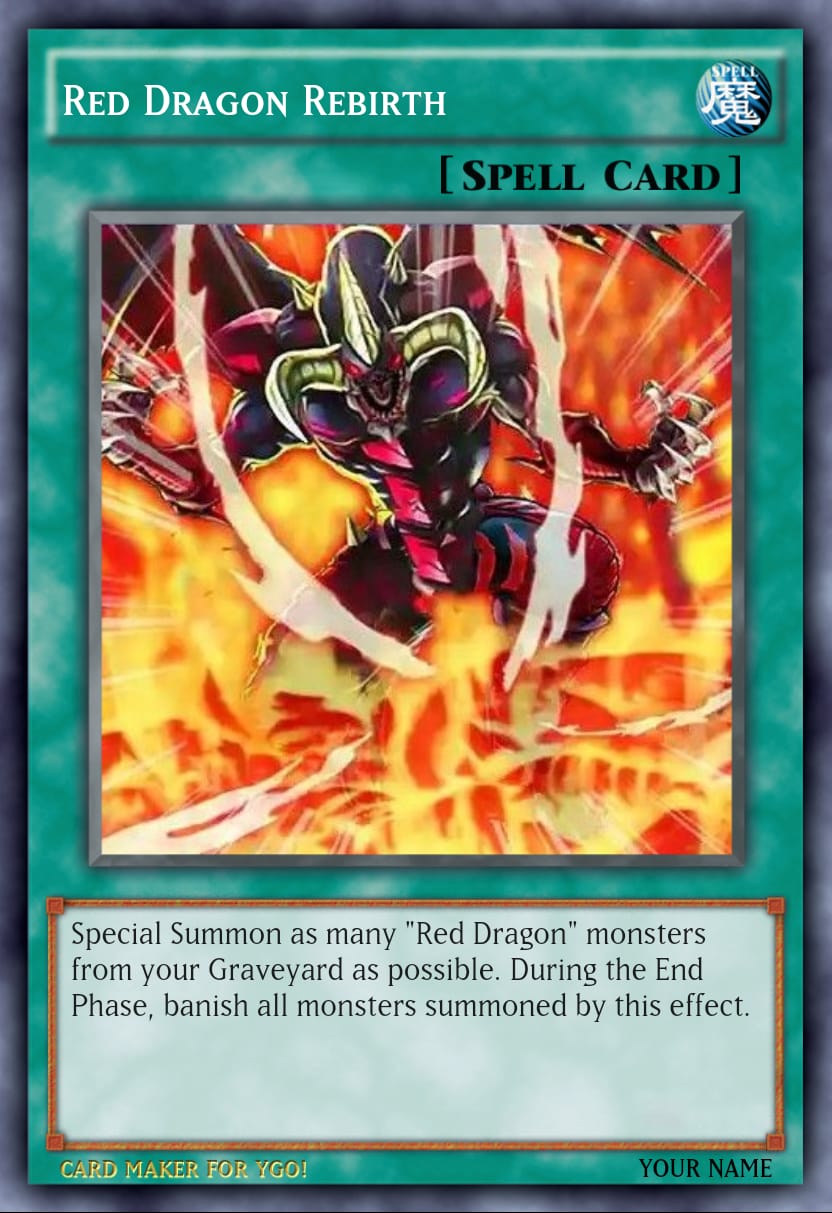 Red Dragon Rebirth
SPELL
魔
[Spell Card]
Special Summon as many "Red Dragon" monsters
from your Graveyard as possible. During the End
Phase, banish all monsters summoned by this effect.
CARD MAKER FOR YGO!
YOUR NAME